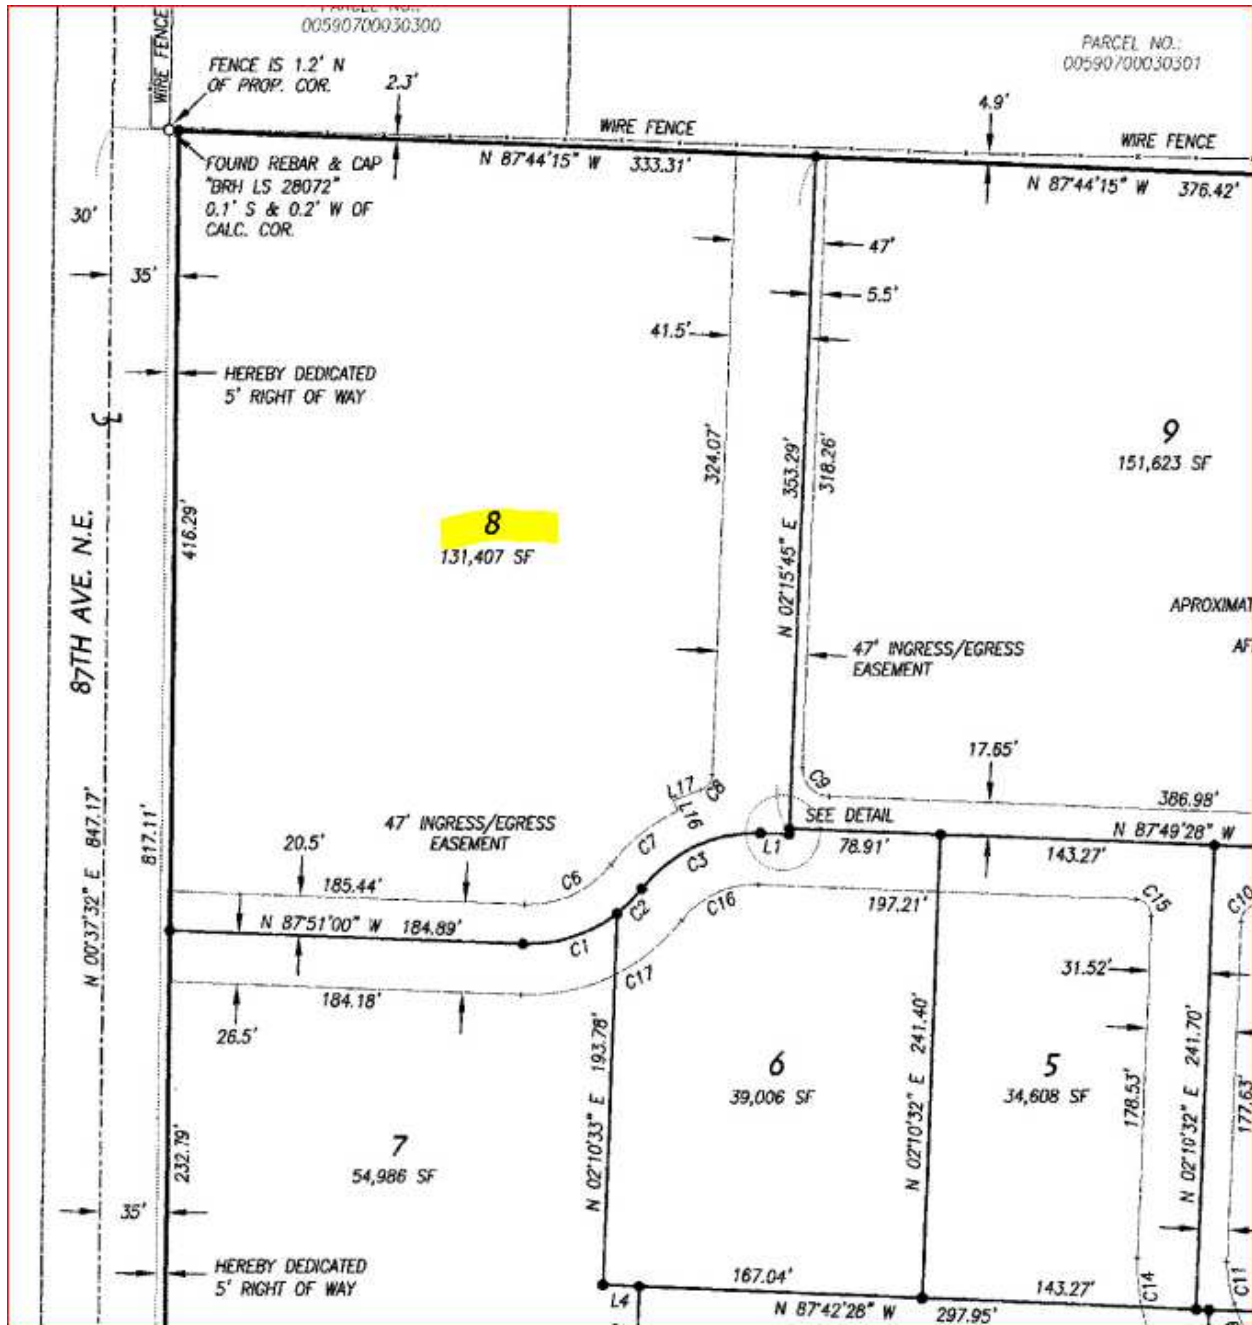 PARCEL NO.:
00590700030300
PARCEL NO.:
00590700030301
WIRE FENCE
FENCE IS 1.2' N
OF PROP. COR.
2.3'
WIRE FENCE
4.9'
WIRE FENCE
N 87°44'15" W 333.31'
N 87°44'15" W 376.42'
FOUND REBAR & CAP
"BRH LS 28072"
0.1' S & 0.2' W OF
CALC. COR.
30'
35'
47'
5.5'
41.5'
HEREBY DEDICATED
5' RIGHT OF WAY
CL
324.07'
N 02°15'45" E 353.29'
318.26'
9
151,623 SF
8
131,407 SF
416.29'
87TH AVE. N.E.
APROXIMAT
AF
47' INGRESS/EGRESS
EASEMENT
N 00°37'32" E 847.17'
817.11'
L17
C8
L16
C9
17.65'
386.98'
SEE DETAIL
N 87°49'28" W
47' INGRESS/EGRESS
EASEMENT
20.5'
185.44'
C7
C3
L1
78.91'
143.27'
C6
C2
C16
197.21'
C15
C10
N 87°51'00" W 184.89'
C1
C17
184.18'
26.5'
31.52'
N 02°10'33" E 193.78'
6
39,006 SF
N 02°10'32" E 241.40'
5
34,608 SF
178.53'
N 02°10'32" E 241.70'
177.63'
7
54,986 SF
232.79'
35'
HEREBY DEDICATED
5' RIGHT OF WAY
L4
167.04'
143.27'
C14
C11
N 87°42'28" W 297.95'